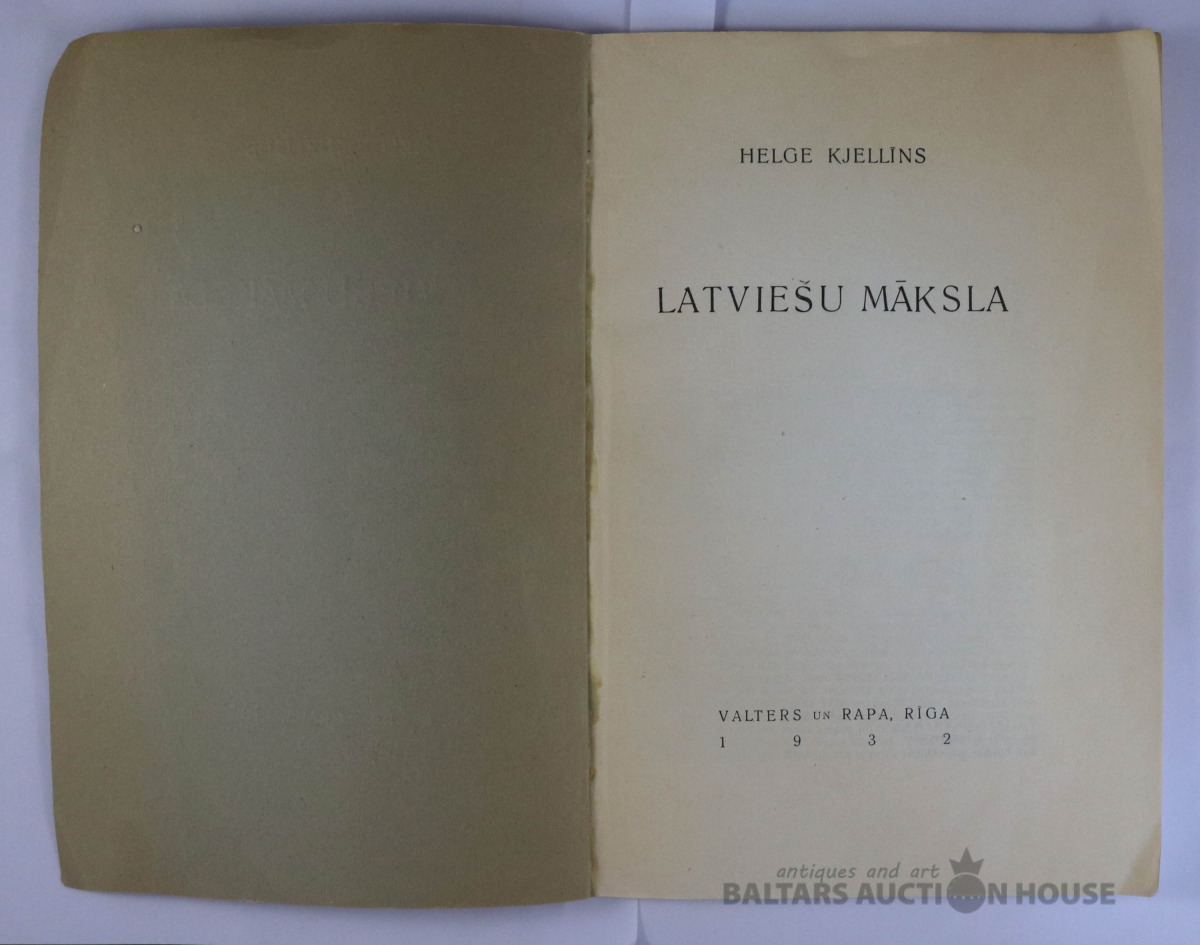 HELGE KJELLĪNS
LATVIEŠU MĀKSLA
VALTERS UN RAPA, RĪGA
1 9 3 2
antiques and art
BALTARS AUCTION HOUSE